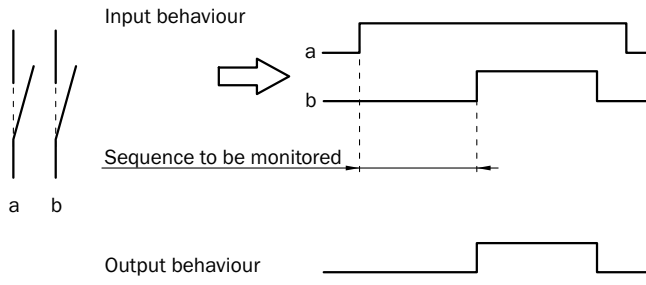 Input behaviour
a
b
Sequence to be monitored
a b
Output behaviour